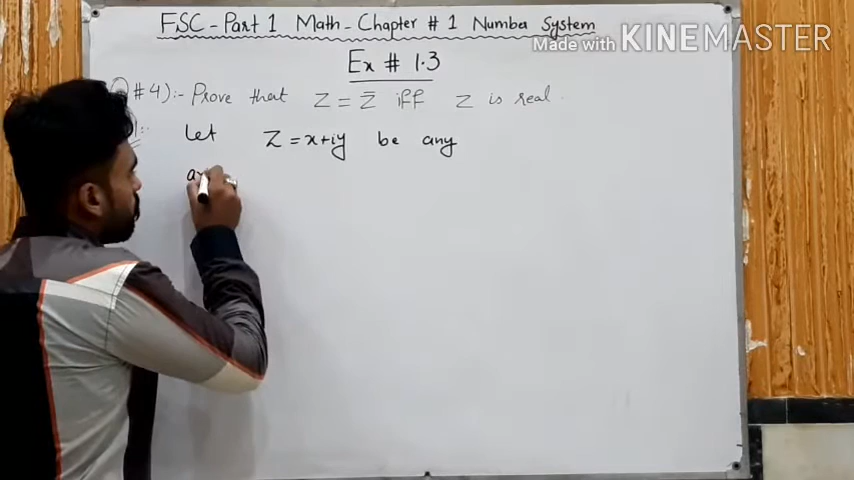 FSC-Part 1 Math-Chapter #1 Numba System
Made with KINEMASTER
Ex # 1.3
Q#4):- Prove that Z = Z̄ iff Z is real.
Let Z = x+iy be any